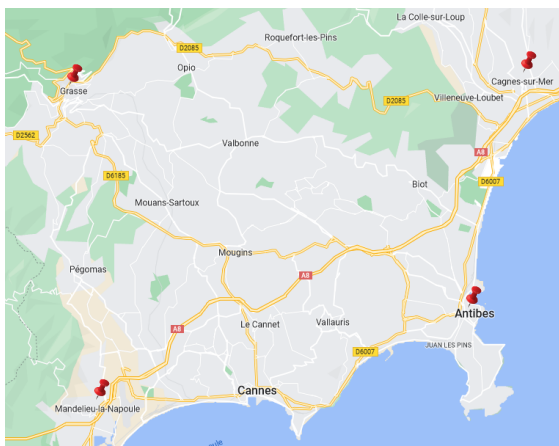 La Colle-sur-Loup
Roquefort-les-Pins
D2085
Opio
Cagnes-sur-Mer
Grasse
Villeneuve-Loubet
D2085
D2562
Valbonne
A8
D6185
Biot
D6007
Mouans-Sartoux
Mougins
Pégomas
A8
Antibes
Le Cannet
Vallauris
A8
JUAN LES PINS
D6007
Cannes
Mandelieu-la-Napoule
poule